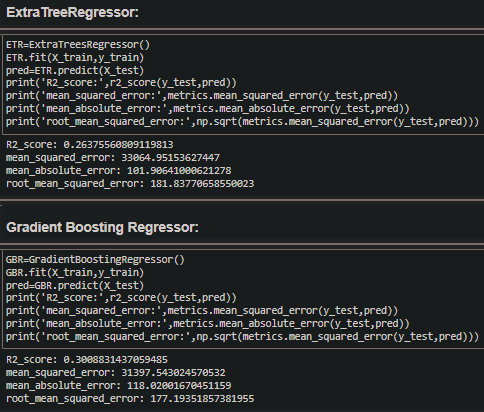 ExtraTreeRegressor:
ETR=ExtraTreesRegressor()
ETR.fit(X_train,y_train)
pred=ETR.predict(X_test)
print('R2_score:',r2_score(y_test,pred))
print('mean_squared_error:',metrics.mean_squared_error(y_test,pred))
print('mean_absolute_error:',metrics.mean_absolute_error(y_test,pred))
print('root_mean_squared_error:',np.sqrt(metrics.mean_squared_error(y_test,pred)))
R2_score: 0.26375560809119813
mean_squared_error: 33064.95153627447
mean_absolute_error: 101.90641000621278
root_mean_squared_error: 181.83770658550023
Gradient Boosting Regressor:
GBR=GradientBoostingRegressor()
GBR.fit(X_train,y_train)
pred=GBR.predict(X_test)
print('R2_score:',r2_score(y_test,pred))
print('mean_squared_error:',metrics.mean_squared_error(y_test,pred))
print('mean_absolute_error:',metrics.mean_absolute_error(y_test,pred))
print('root_mean_squared_error:',np.sqrt(metrics.mean_squared_error(y_test,pred)))
R2_score: 0.3008831437059485
mean_squared_error: 31397.543024570532
mean_absolute_error: 118.02001670451159
root_mean_squared_error: 177.19351857381955